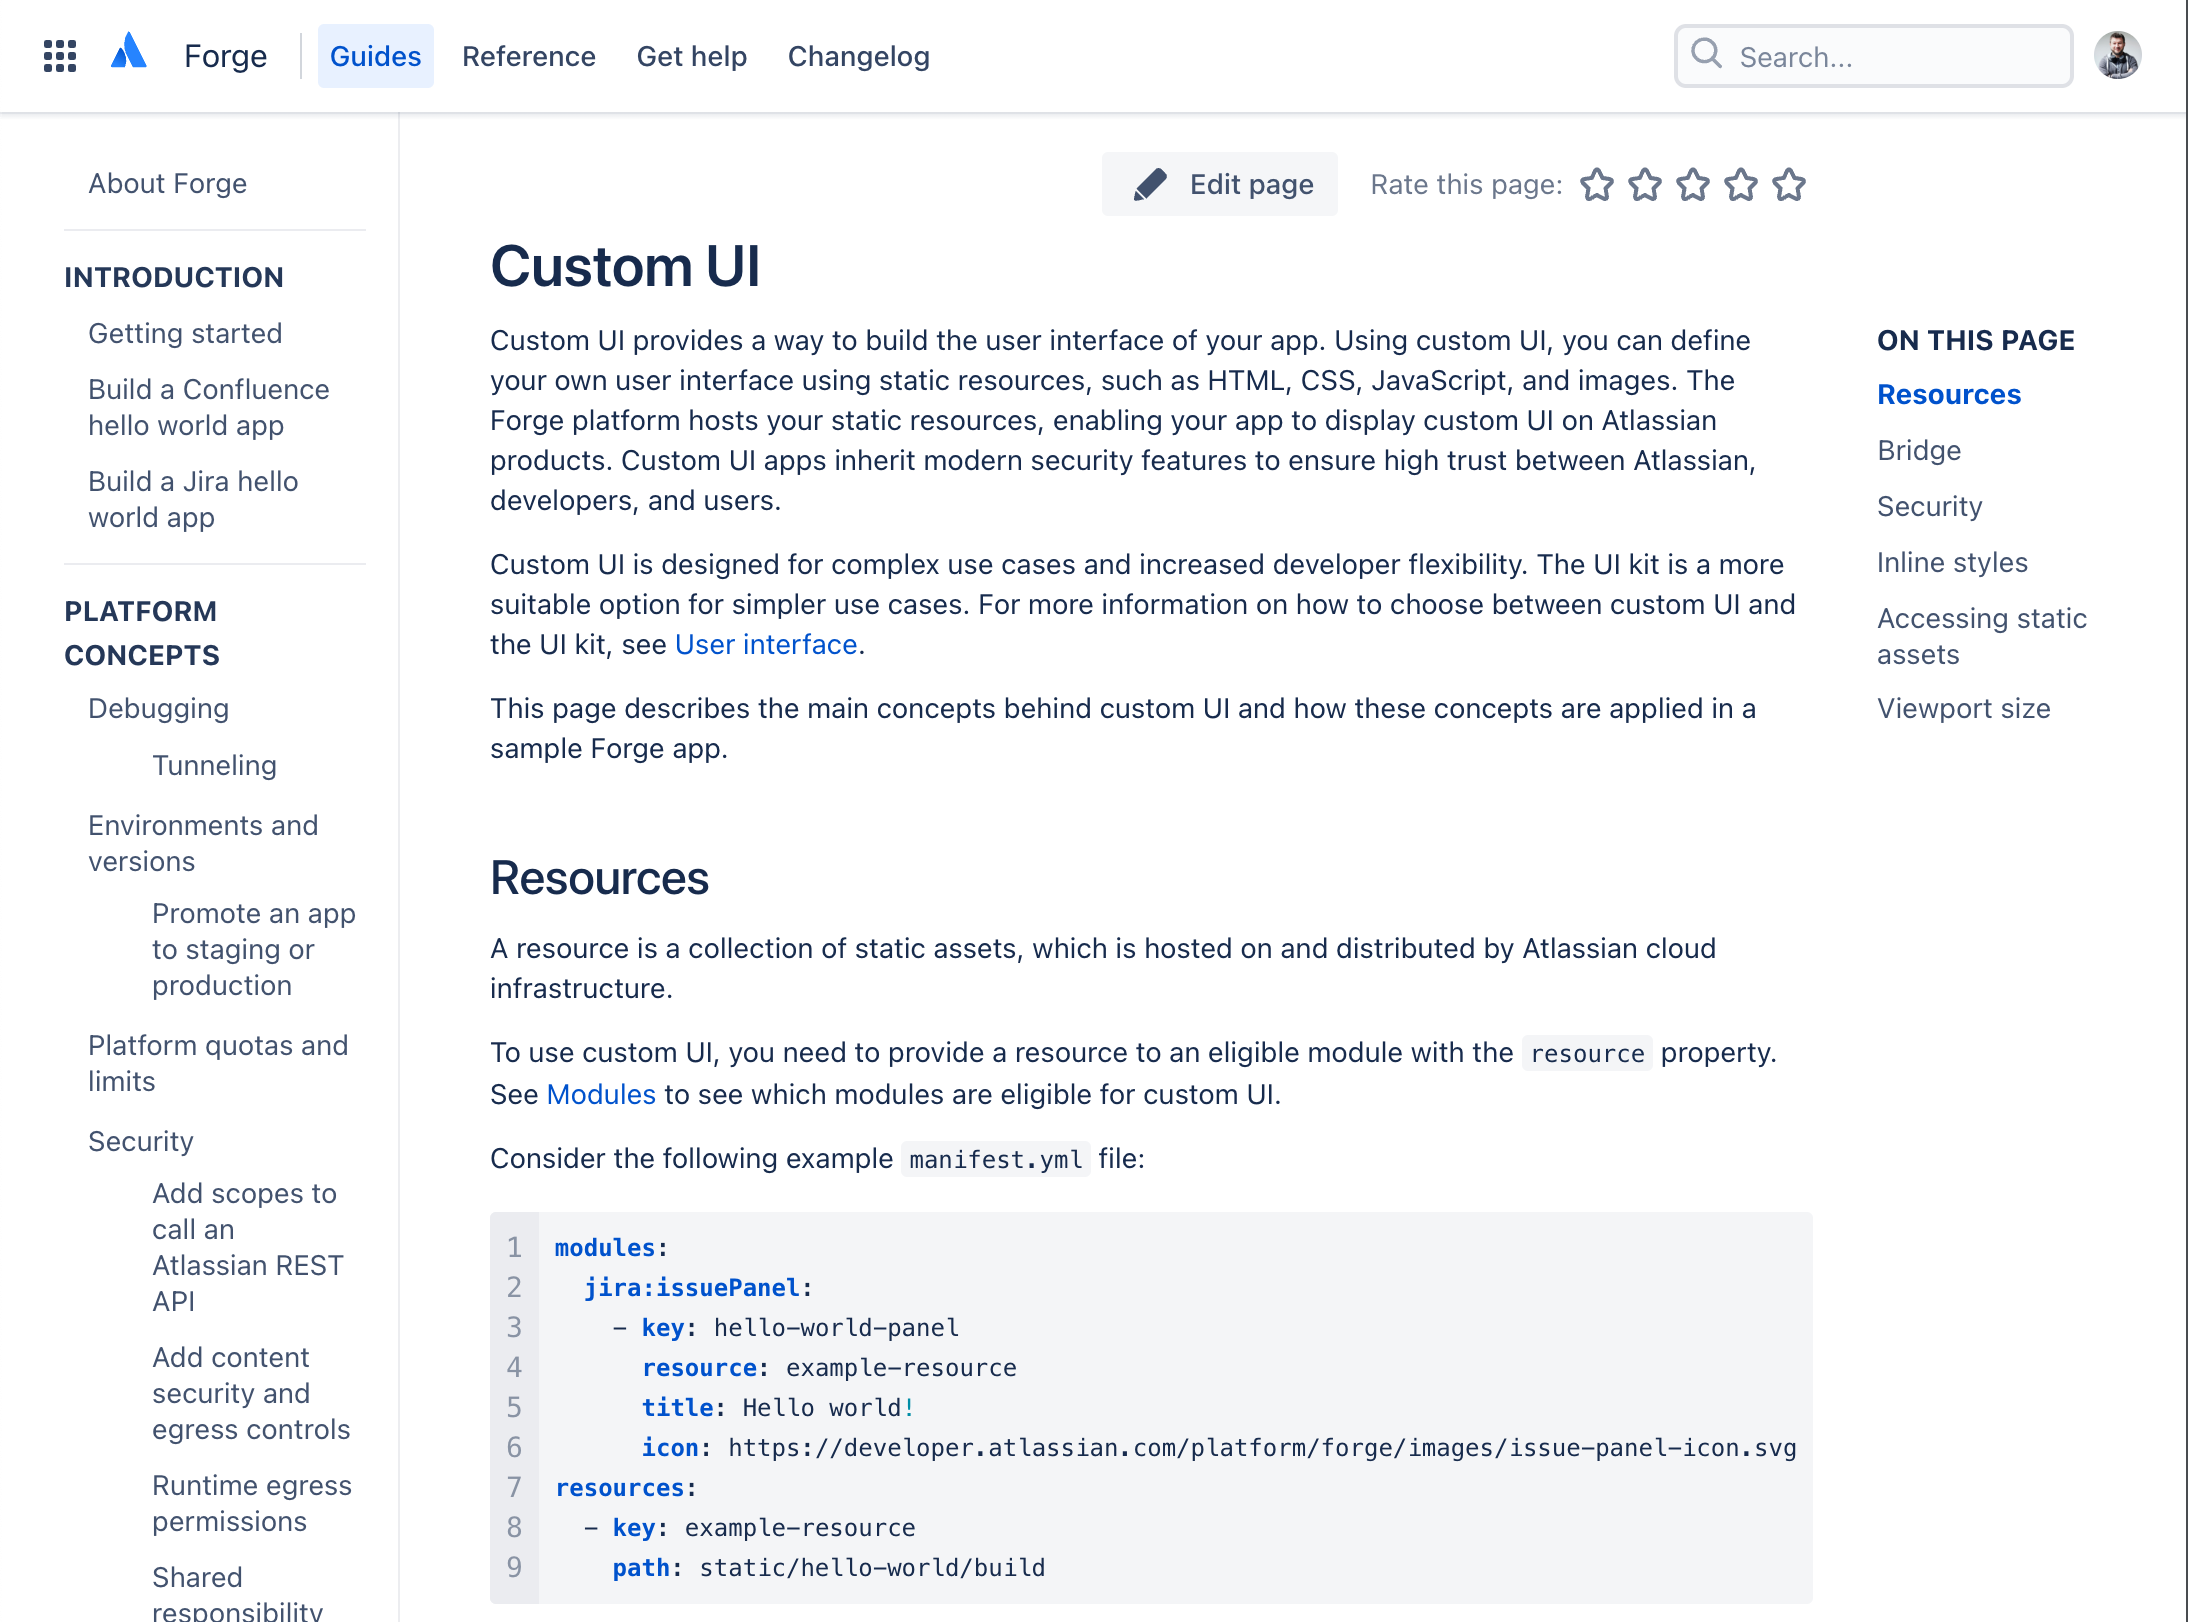 Forge
Guides
Reference
Get help
Changelog
Search...
About Forge
INTRODUCTION
Getting started
Build a Confluence
hello world app
Build a Jira hello
world app
PLATFORM
CONCEPTS
Debugging
Tunneling
Environments and
versions
Promote an app
to staging or
production
Platform quotas and
limits
Security
Add scopes to
call an
Atlassian REST
API
Add content
security and
egress controls
Runtime egress
permissions
Shared
responsibility
Edit page
Rate this page:
Custom UI
Custom UI provides a way to build the user interface of your app. Using custom UI, you can define
your own user interface using static resources, such as HTML, CSS, JavaScript, and images. The
Forge platform hosts your static resources, enabling your app to display custom UI on Atlassian
products. Custom UI apps inherit modern security features to ensure high trust between Atlassian,
developers, and users.
Custom UI is designed for complex use cases and increased developer flexibility. The UI kit is a more
suitable option for simpler use cases. For more information on how to choose between custom UI and
the UI kit, see User interface.
This page describes the main concepts behind custom UI and how these concepts are applied in a
sample Forge app.
Resources
A resource is a collection of static assets, which is hosted on and distributed by Atlassian cloud
infrastructure.
To use custom UI, you need to provide a resource to an eligible module with the resource property.
See Modules to see which modules are eligible for custom UI.
Consider the following example manifest.yml file:
1 modules:
2   jira:issuePanel:
3     - key: hello-world-panel
4       resource: example-resource
5       title: Hello world!
6       icon: https://developer.atlassian.com/platform/forge/images/issue-panel-icon.svg
7 resources:
8   - key: example-resource
9     path: static/hello-world/build
ON THIS PAGE
Resources
Bridge
Security
Inline styles
Accessing static
assets
Viewport size